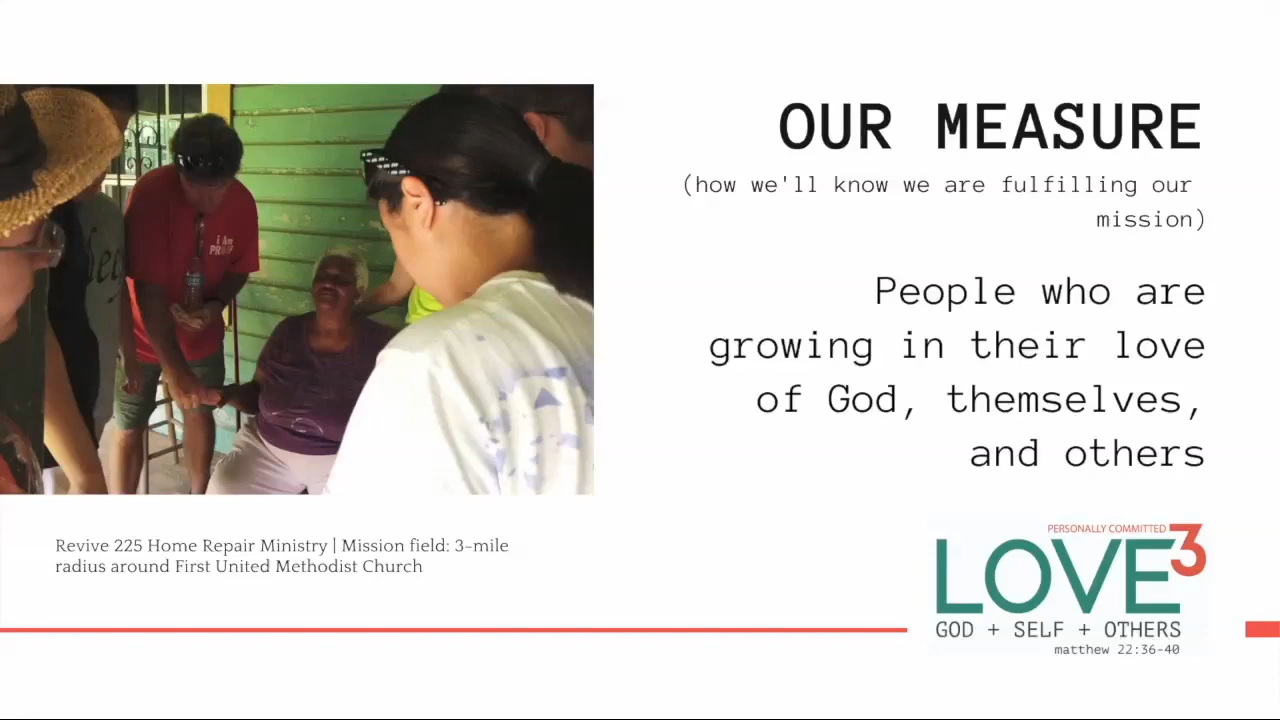 OUR MEASURE
(how we'll know we are fulfilling our
mission)
People who are
growing in their love
of God, themselves,
and others
i Am
Revive 225 Home Repair Ministry | Mission field: 3-mile
radius around First United Methodist Church
PERSONALLY COMMITTED
LOVE3
GOD + SELF + OTHERS
matthew 22:36-40